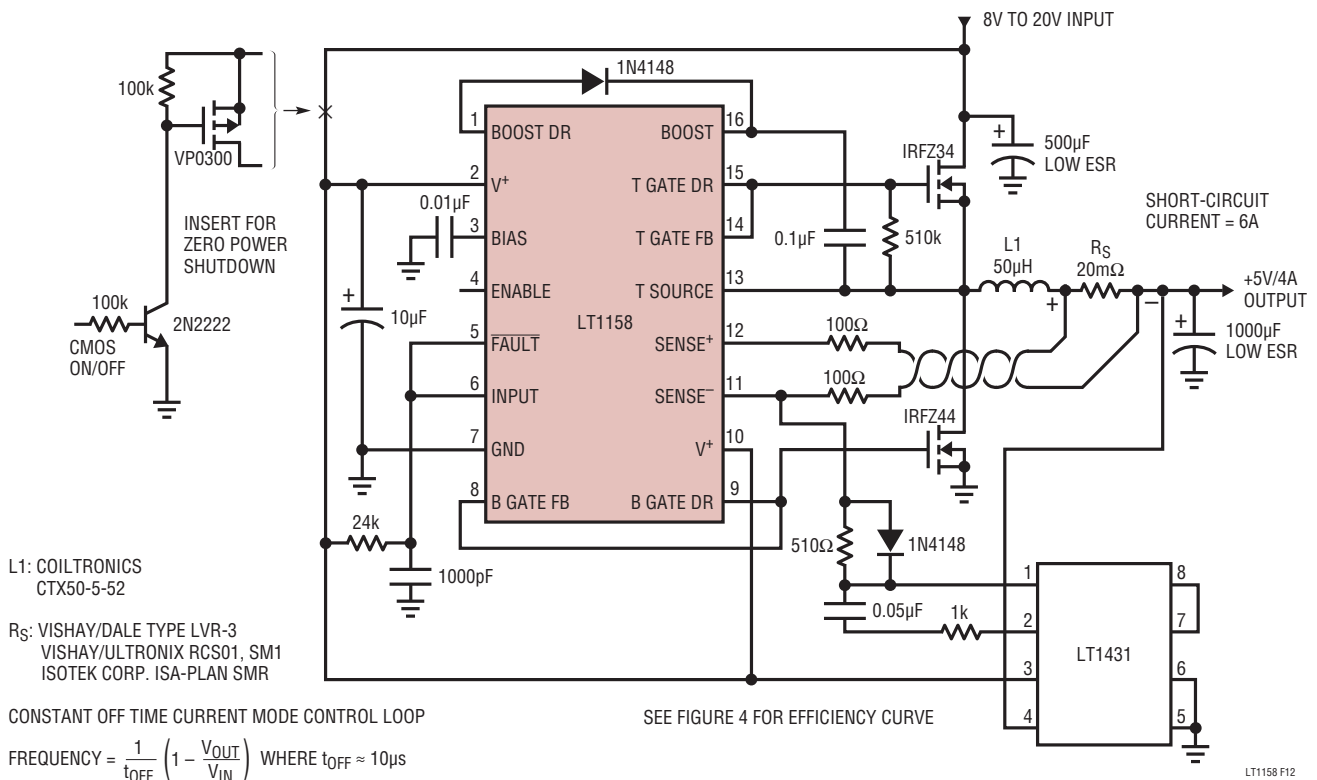 8V TO 20V INPUT
100k
VP0300
INSERT FOR
ZERO POWER
SHUTDOWN
100k
2N2222
CMOS
ON/OFF
1N4148
1 BOOST DR
2 V+
3 BIAS
4 ENABLE
5 FAULT
6 INPUT
7 GND
8 B GATE FB
LT1158
BOOST 16
T GATE DR 15
T GATE FB 14
T SOURCE 13
SENSE+ 12
SENSE– 11
V+ 10
B GATE DR 9
0.01µF
+
10µF
24k
1000pF
0.1µF
510k
IRFZ34
+
500µF
LOW ESR
SHORT-CIRCUIT
CURRENT = 6A
L1
50µH
RS
20mΩ
+
–
+5V/4A
OUTPUT
+
1000µF
LOW ESR
100Ω
100Ω
IRFZ44
510Ω
1N4148
0.05µF
1k
1
2
3
4
LT1431
8
7
6
5
L1: COILTRONICS
CTX50-5-52
RS: VISHAY/DALE TYPE LVR-3
VISHAY/ULTRONIX RCS01, SM1
ISOTEK CORP. ISA-PLAN SMR
CONSTANT OFF TIME CURRENT MODE CONTROL LOOP
FREQUENCY = 1/tOFF (1 – VOUT/VIN) WHERE tOFF ≈ 10µs
SEE FIGURE 4 FOR EFFICIENCY CURVE
LT1158 F12